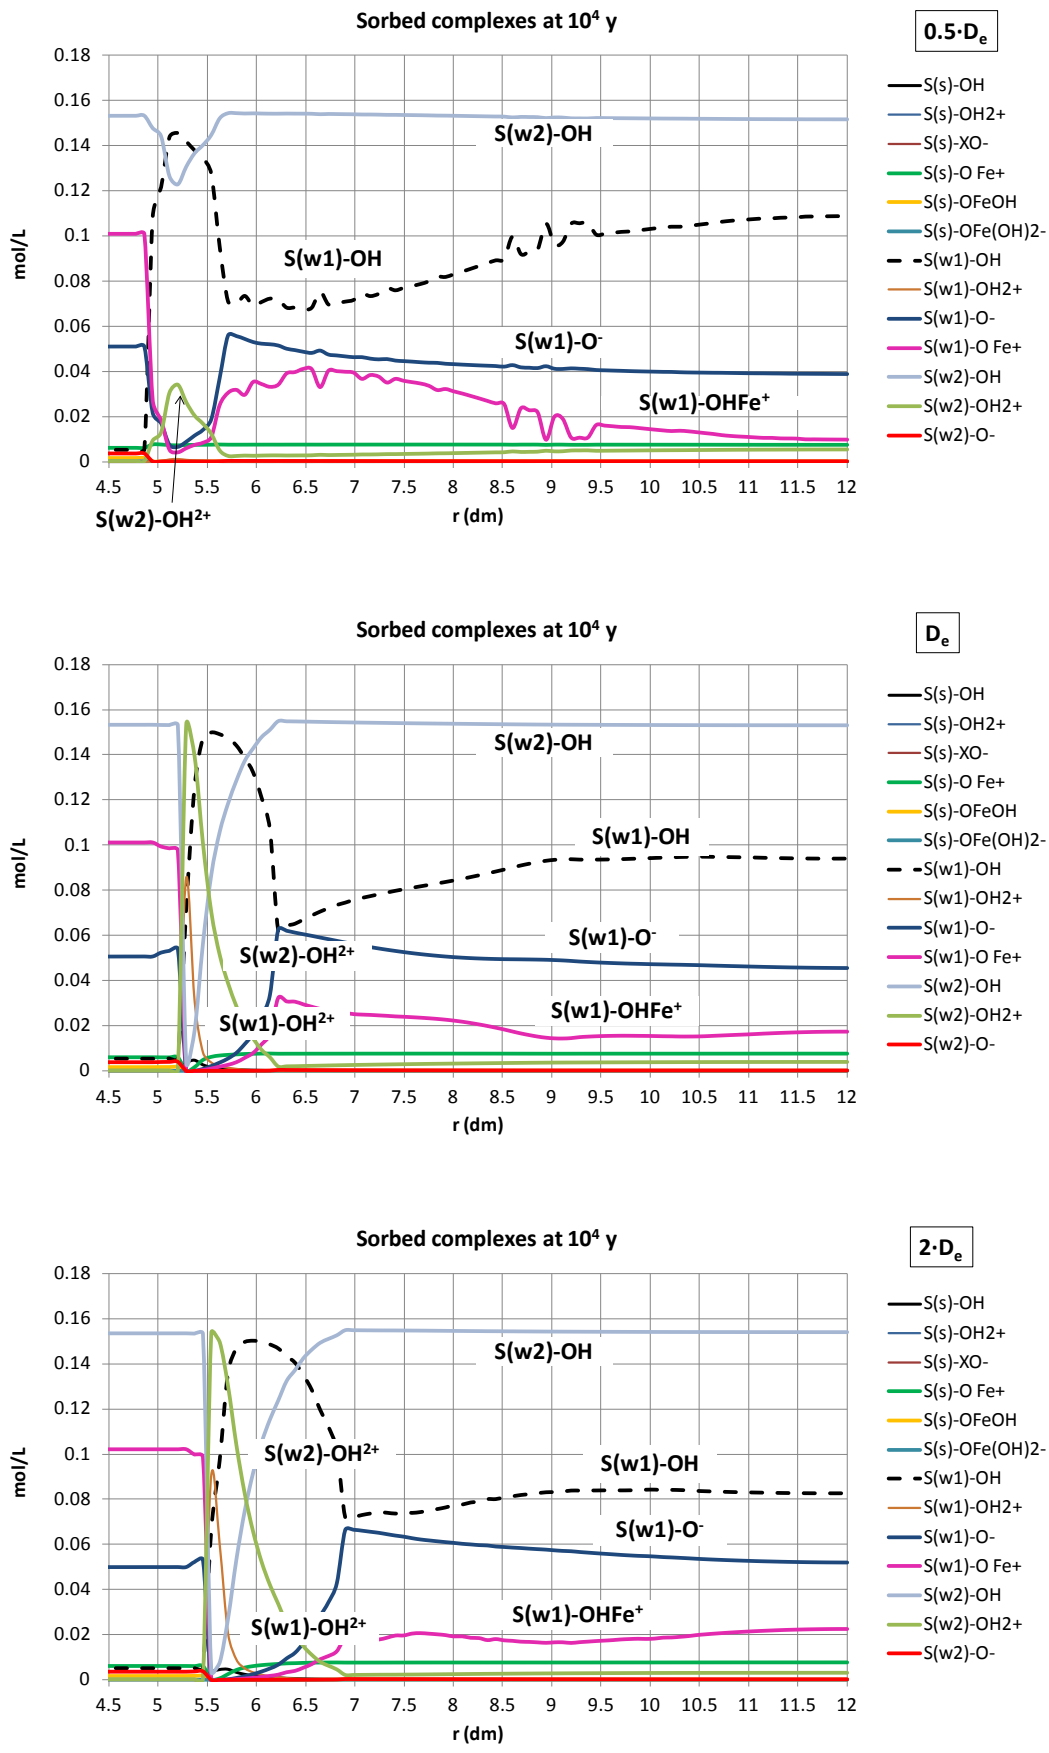 Sorbed complexes at 10⁴ y
0.5·Dₑ
0.18
0.16
0.14
0.12
0.1
0.08
0.06
0.04
0.02
0
mol/L
4.5 5 5.5 6 6.5 7 7.5 8 8.5 9 9.5 10 10.5 11 11.5 12
r (dm)
S(w2)-OH
S(w1)-OH
S(w1)-O⁻
S(w1)-OHFe⁺
S(w2)-OH²⁺
S(s)-OH
S(s)-OH2+
S(s)-XO-
S(s)-O Fe+
S(s)-OFeOH
S(s)-OFe(OH)2-
S(w1)-OH
S(w1)-OH2+
S(w1)-O-
S(w1)-O Fe+
S(w2)-OH
S(w2)-OH2+
S(w2)-O-
Sorbed complexes at 10⁴ y
Dₑ
0.18
0.16
0.14
0.12
0.1
0.08
0.06
0.04
0.02
0
mol/L
4.5 5 5.5 6 6.5 7 7.5 8 8.5 9 9.5 10 10.5 11 11.5 12
r (dm)
S(w2)-OH
S(w1)-OH
S(w1)-O⁻
S(w2)-OH²⁺
S(w1)-OHFe⁺
S(w1)-OH²⁺
S(s)-OH
S(s)-OH2+
S(s)-XO-
S(s)-O Fe+
S(s)-OFeOH
S(s)-OFe(OH)2-
S(w1)-OH
S(w1)-OH2+
S(w1)-O-
S(w1)-O Fe+
S(w2)-OH
S(w2)-OH2+
S(w2)-O-
Sorbed complexes at 10⁴ y
2·Dₑ
0.18
0.16
0.14
0.12
0.1
0.08
0.06
0.04
0.02
0
mol/L
4.5 5 5.5 6 6.5 7 7.5 8 8.5 9 9.5 10 10.5 11 11.5 12
r (dm)
S(w2)-OH
S(w2)-OH²⁺
S(w1)-OH
S(w1)-O⁻
S(w1)-OHFe⁺
S(w1)-OH²⁺
S(s)-OH
S(s)-OH2+
S(s)-XO-
S(s)-O Fe+
S(s)-OFeOH
S(s)-OFe(OH)2-
S(w1)-OH
S(w1)-OH2+
S(w1)-O-
S(w1)-O Fe+
S(w2)-OH
S(w2)-OH2+
S(w2)-O-